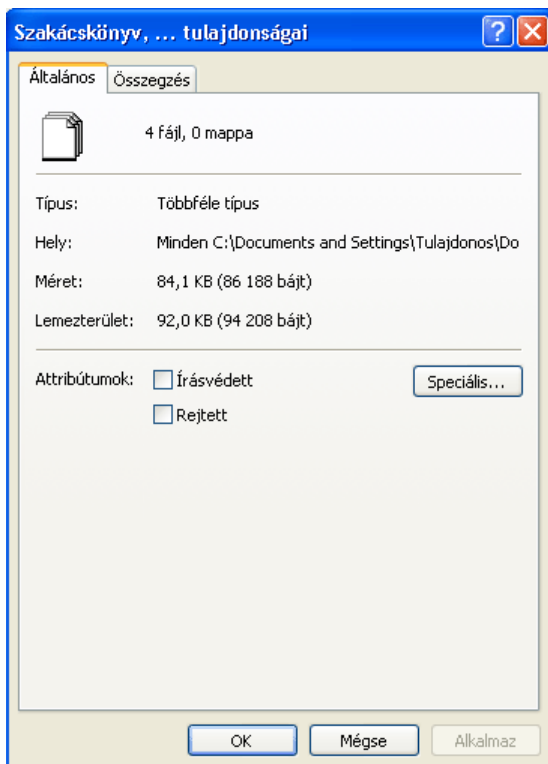 Szakácskönyv, ... tulajdonságai
Általános Összegzés
4 fájl, 0 mappa
Típus: Többféle típus
Hely: Minden C:\Documents and Settings\Tulajdonos\Do
Méret: 84,1 KB (86 188 bájt)
Lemezterület: 92,0 KB (94 208 bájt)
Attribútumok: Írásvédett Speciális...
Rejtett
OK Mégse Alkalmaz